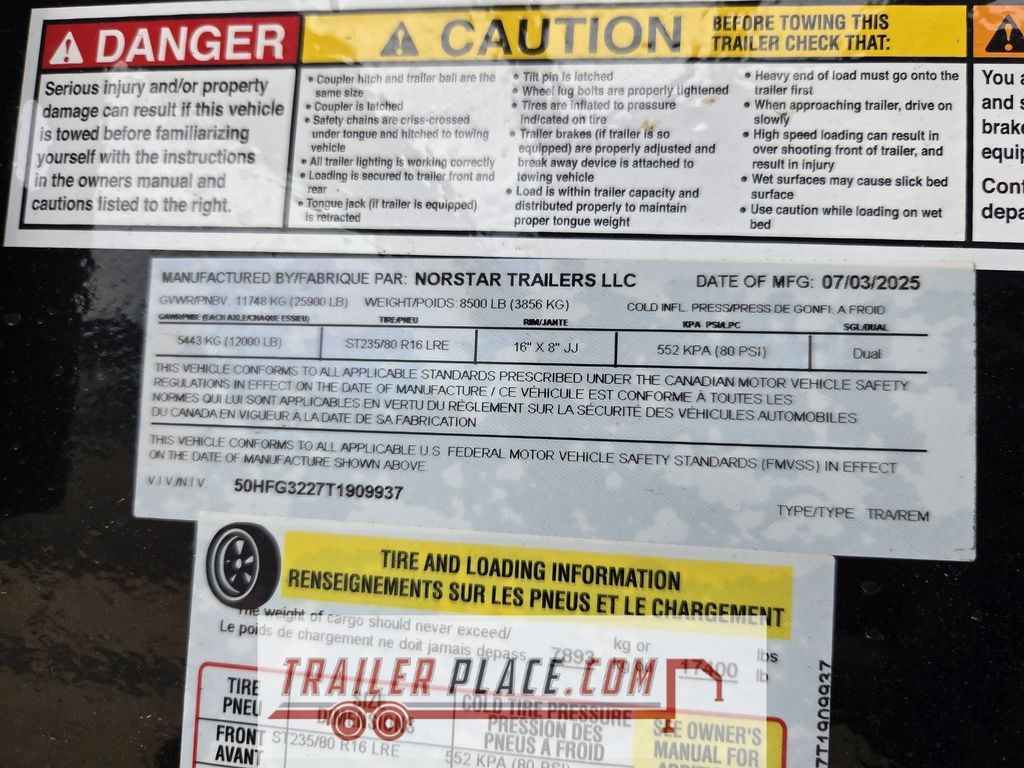 DANGER
Serious injury and/or property
damage can result if this vehicle
is towed before familiarizing
yourself with the instructions
in the owners manual and
cautions listed to the right.
CAUTION
BEFORE TOWING THIS
TRAILER CHECK THAT:
• Coupler hitch and trailer ball are the
same size
• Coupler is latched
• Safety chains are criss-crossed
under tongue and hitched to towing
vehicle
• All trailer lighting is working correctly
• Loading is secured to trailer front and
rear
• Tongue jack (if trailer is equipped)
is retracted
• Tilt pin is latched
• Wheel lug bolts are properly tightened
• Tires are inflated to pressure
indicated on tire
• Trailer brakes (if trailer is so
equipped) are properly adjusted and
break away device is attached to
towing vehicle
• Load is within trailer capacity and
distributed properly to maintain
proper tongue weight
• Heavy end of load must go onto the
trailer first
• When approaching trailer, drive on
slowly
• High speed loading can result in
over shooting front of trailer, and
result in injury
• Wet surfaces may cause slick bed
surface
• Use caution while loading on wet
bed
You a
and s
brake
equip
Cont
depa
MANUFACTURED BY/FABRIQUE PAR: NORSTAR TRAILERS LLC DATE OF MFG: 07/03/2025
GVWR/PNBV: 11748 KG (25900 LB) WEIGHT/POIDS: 8500 LB (3856 KG) COLD INFL. PRESS/PRESS DE GONFL A FROID
GAWR/PNBE (EACH AXLE/CHAQUE ESSIEU) TIRE/PNEU RIM/JANTE KPA PSI/LPC SGL/DUAL
5443 KG (12000 LB) ST235/80 R16 LRE 16" X 8" JJ 552 KPA (80 PSI) Dual
THIS VEHICLE CONFORMS TO ALL APPLICABLE STANDARDS PRESCRIBED UNDER THE CANADIAN MOTOR VEHICLE SAFETY
REGULATIONS IN EFFECT ON THE DATE OF MANUFACTURE / CE VÉHICULE EST CONFORME À TOUTES LES
NORMES QUI LUI SONT APPLICABLES EN VERTU DU RÈGLEMENT SUR LA SÉCURITÉ DES VÉHICULES AUTOMOBILES
DU CANADA EN VIGUEUR À LA DATE DE SA FABRICATION
THIS VEHICLE CONFORMS TO ALL APPLICABLE U.S. FEDERAL MOTOR VEHICLE SAFETY STANDARDS (FMVSS) IN EFFECT
ON THE DATE OF MANUFACTURE SHOWN ABOVE.
V.I.V./N.I.V. 50HFG3227T1909937
TYPE/TYPE TRA/REM
TIRE AND LOADING INFORMATION
RENSEIGNEMENTS SUR LES PNEUS ET LE CHARGEMENT
The weight of cargo should never exceed/ kg or lbs
Le poids de chargement ne doit jamais depass 7893 17400 lb
TRAILER PLACE.COM
TIRE
PNEU
COLD TIRE PRESSURE
PRESSION DES
PNEUS A FROID
SEE OWNER'S
MANUAL FOR
FRONT
AVANT
ST235/80 R16 LRE
552 KPA (80 PSI)
7T1909937